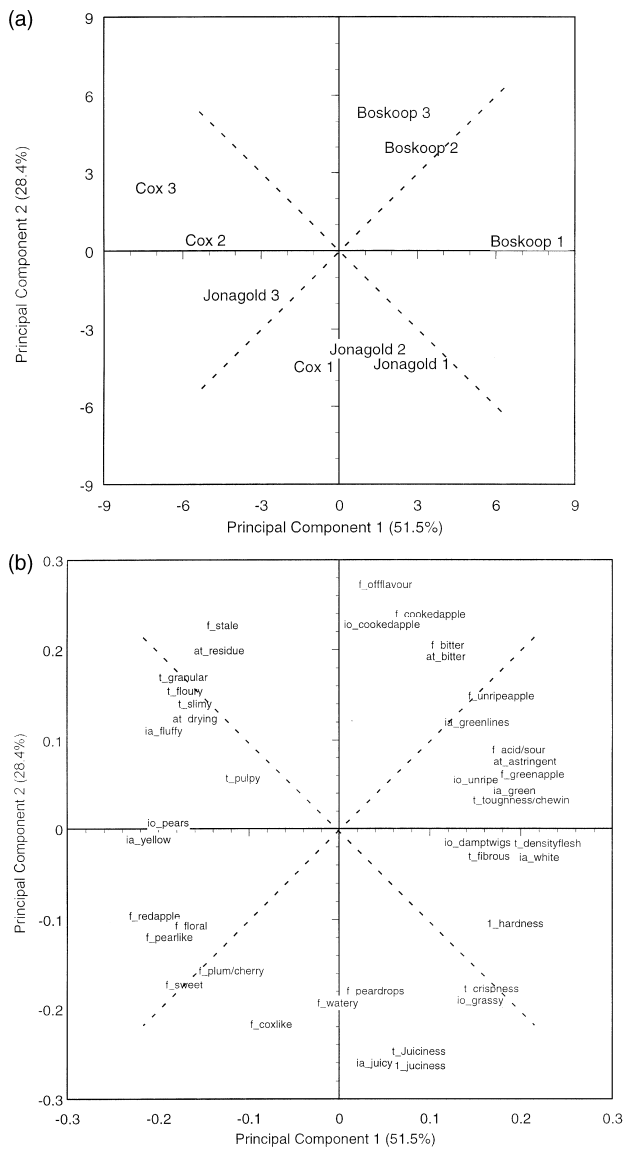 (a)
9
6
3
0
-3
-6
-9
Principal Component 2 (28.4%)
Boskoop 3
Boskoop 2
Cox 3
Cox 2
Boskoop 1
Jonagold 3
Jonagold 2
Cox 1
Jonagold 1
-9 -6 -3 0 3 6 9
Principal Component 1 (51.5%)
(b)
0.3
0.2
0.1
0
-0.1
-0.2
-0.3
Principal Component 2 (28.4%)
f_offflavour
f_cookedapple
io_cookedapple
f_stale
f_bitter
at_residue
at_bitter
t_granular
t_floury
f_unripeapple
t_slimy
at_drying
ia_greenlines
ia_fluffy
f_acid/sour
at_astringent
f_greenapple
t_pulpy
io_unripe
ia_green
t_toughness/chewin
io_pears
ia_yellow
io_damptwigs
t_densityflesh
t_fibrous
ia_white
f_redapple
f_floral
1_hardness
f_pearlike
f_plum/cherry
f_sweet
f_peardrops
t_crispness
f_watery
io_grassy
f_coxlike
t_Juiciness
ia_juicy
1_juciness
-0.3 -0.2 -0.1 0 0.1 0.2 0.3
Principal Component 1 (51.5%)